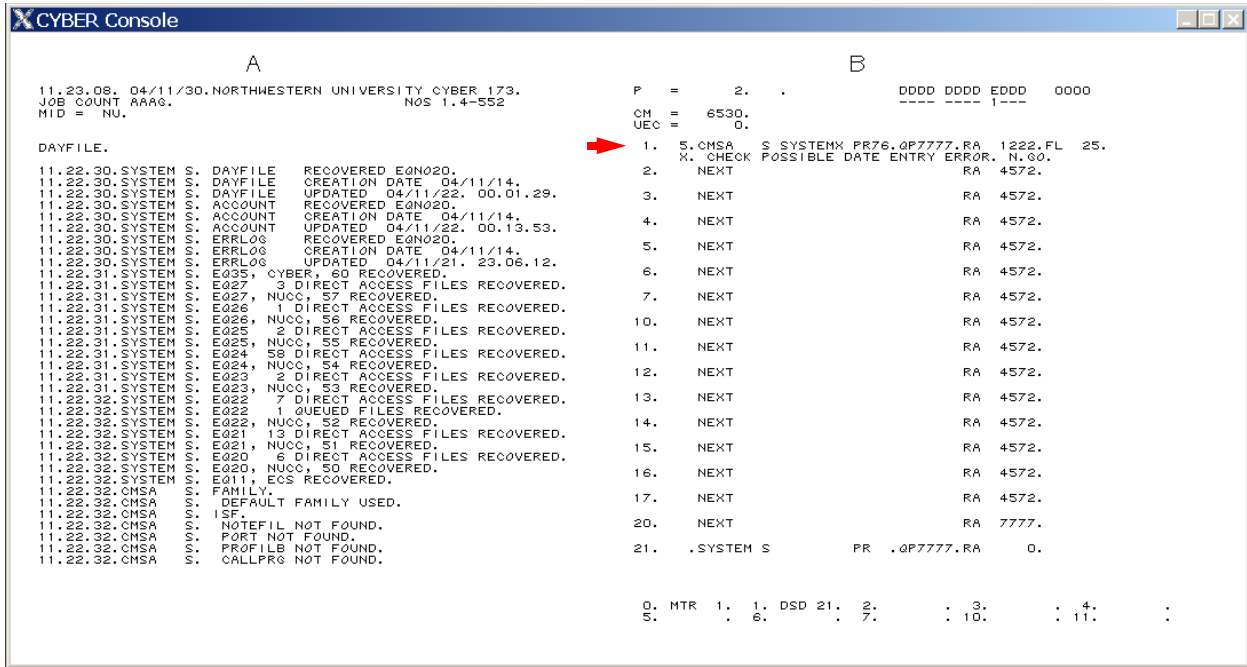 CYBER Console
A
11.23.08. 04/11/30.NORTHWESTERN UNIVERSITY CYBER 173.
JOB COUNT AAAG. NOS 1.4-552
MID = NU.
DAYFILE.
11.22.30.SYSTEM S. DAYFILE RECOVERED EQNO20.
11.22.30.SYSTEM S. DAYFILE CREATION DATE 04/11/14.
11.22.30.SYSTEM S. DAYFILE UPDATED 04/11/22. 00.01.29.
11.22.30.SYSTEM S. ACCOUNT RECOVERED EQNO20.
11.22.30.SYSTEM S. ACCOUNT CREATION DATE 04/11/14.
11.22.30.SYSTEM S. ACCOUNT UPDATED 04/11/22. 00.13.53.
11.22.30.SYSTEM S. ERRLOG RECOVERED EQNO20.
11.22.30.SYSTEM S. ERRLOG CREATION DATE 04/11/14.
11.22.30.SYSTEM S. ERRLOG UPDATED 04/11/21. 23.06.12.
11.22.31.SYSTEM S. EQ35, CYBER, 60 RECOVERED.
11.22.31.SYSTEM S. EQ27 3 DIRECT ACCESS FILES RECOVERED.
11.22.31.SYSTEM S. EQ27, NUCC, 57 RECOVERED.
11.22.31.SYSTEM S. EQ26 1 DIRECT ACCESS FILES RECOVERED.
11.22.31.SYSTEM S. EQ26, NUCC, 56 RECOVERED.
11.22.31.SYSTEM S. EQ25 2 DIRECT ACCESS FILES RECOVERED.
11.22.31.SYSTEM S. EQ25, NUCC, 55 RECOVERED.
11.22.31.SYSTEM S. EQ24 58 DIRECT ACCESS FILES RECOVERED.
11.22.31.SYSTEM S. EQ24, NUCC, 54 RECOVERED.
11.22.31.SYSTEM S. EQ23 2 DIRECT ACCESS FILES RECOVERED.
11.22.31.SYSTEM S. EQ23, NUCC, 53 RECOVERED.
11.22.32.SYSTEM S. EQ22 7 DIRECT ACCESS FILES RECOVERED.
11.22.32.SYSTEM S. EQ22 1 QUEUED FILES RECOVERED.
11.22.32.SYSTEM S. EQ22, NUCC, 52 RECOVERED.
11.22.32.SYSTEM S. EQ21 13 DIRECT ACCESS FILES RECOVERED.
11.22.32.SYSTEM S. EQ21, NUCC, 51 RECOVERED.
11.22.32.SYSTEM S. EQ20 6 DIRECT ACCESS FILES RECOVERED.
11.22.32.SYSTEM S. EQ20, NUCC, 50 RECOVERED.
11.22.32.SYSTEM S. EQ11, ECS RECOVERED.
11.22.32.CMSA S. FAMILY.
11.22.32.CMSA S. DEFAULT FAMILY USED.
11.22.32.CMSA S. ISF.
11.22.32.CMSA S. NOTEFIL NOT FOUND.
11.22.32.CMSA S. PORT NOT FOUND.
11.22.32.CMSA S. PROFILB NOT FOUND.
11.22.32.CMSA S. CALLPRG NOT FOUND.
B
P = 2. . DDDD DDDD EDDD 0000
---- ---- 1---
CM = 6530.
UEC = 0.
1. 5.CMSA S SYSTEMX PR76.QP7777.RA 1222.FL 25.
X. CHECK POSSIBLE DATE ENTRY ERROR. N.GO.
2. NEXT RA 4572.
3. NEXT RA 4572.
4. NEXT RA 4572.
5. NEXT RA 4572.
6. NEXT RA 4572.
7. NEXT RA 4572.
10. NEXT RA 4572.
11. NEXT RA 4572.
12. NEXT RA 4572.
13. NEXT RA 4572.
14. NEXT RA 4572.
15. NEXT RA 4572.
16. NEXT RA 4572.
17. NEXT RA 4572.
20. NEXT RA 7777.
21. .SYSTEM S PR .QP7777.RA 0.
0. MTR 1. 1. DSD 21. 2. . 3. . 4. .
5. . 6. . 7. . 10. . 11. .